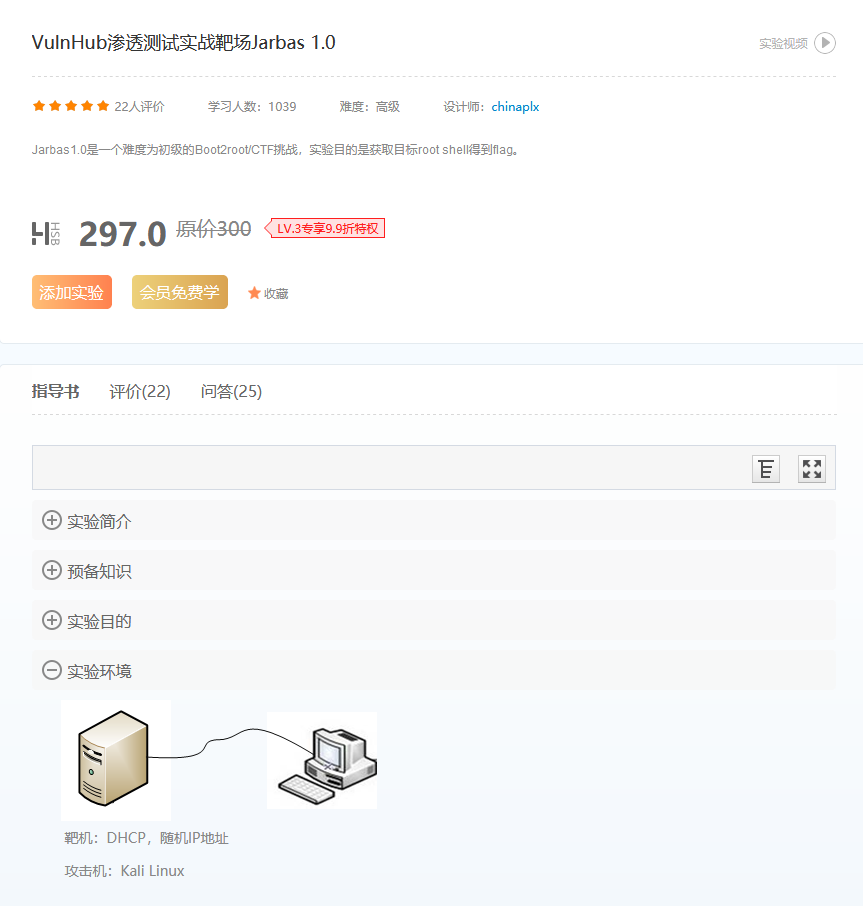 VulnHub渗透测试实战靶场Jarbas 1.0
实验视频
22人评价 学习人数：1039 难度：高级 设计师：chinaplx
Jarbas1.0是一个难度为初级的Boot2root/CTF挑战，实验目的是获取目标root shell得到flag。
HSB 297.0 原价300 LV.3专享9.9折特权
添加实验 会员免费学 收藏
指导书 评价(22) 问答(25)
实验简介
预备知识
实验目的
实验环境
靶机：DHCP，随机IP地址
攻击机：Kali Linux